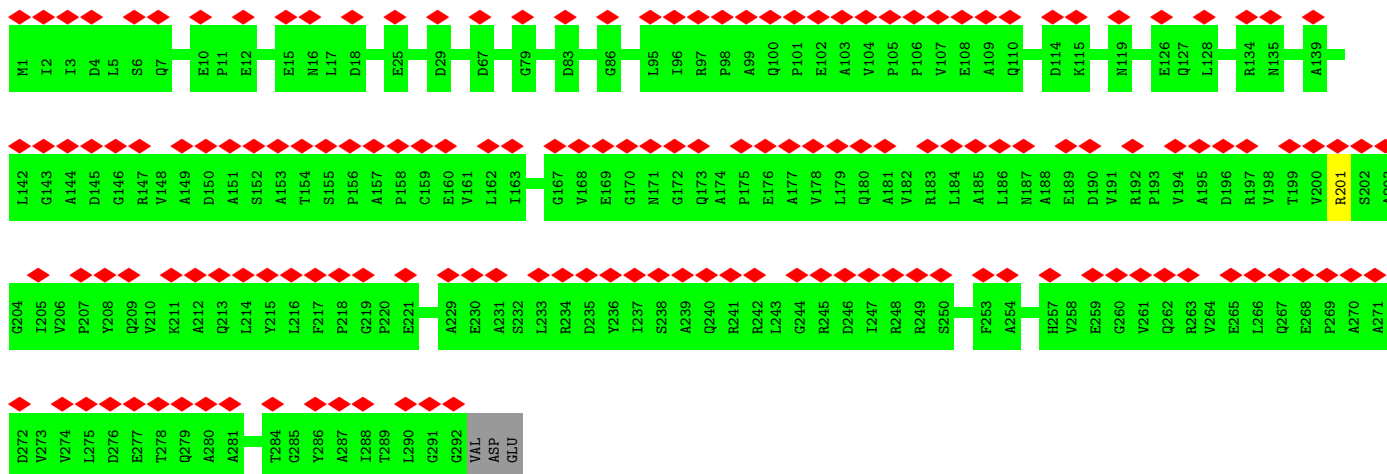 M1 I2 I3 D4 L5 S6 Q7 E10 P11 E12 E15 N16 L17 D18 E25 D29 D67 G79 D83 G86 L95 I96 R97 P98 A99 Q100 P101 E102 A103 V104 P105 P106 V107 E108 A109 Q110 D114 K115 N119 E126 Q127 L128 R134 N135 A139
L142 G143 A144 D145 G146 R147 V148 A149 D150 A151 S152 A153 T154 S155 P156 A157 P158 C159 E160 V161 L162 I163 G167 V168 E169 G170 N171 G172 Q173 A174 P175 E176 A177 V178 L179 Q180 A181 V182 R183 L184 A185 L186 N187 A188 E189 D190 V191 R192 P193 V194 A195 D196 R197 V198 T199 V200 R201 S202
G204 I205 V206 P207 Y208 Q209 V210 K211 A212 Q213 L214 Y215 L216 F217 P218 G219 P220 E221 A229 E230 A231 S232 L233 R234 D235 Y236 I237 S238 A239 Q240 R241 R242 L243 G244 R245 D246 I247 R248 R249 S250 F253 A254 H257 V258 E259 G260 V261 Q262 R263 V264 E265 L266 Q267 E268 P269 A270 A271
D272 V273 V274 L275 D276 E277 T278 Q279 A280 A281 T284 G285 Y286 A287 I288 T289 L290 G291 G292 VAL ASP GLU